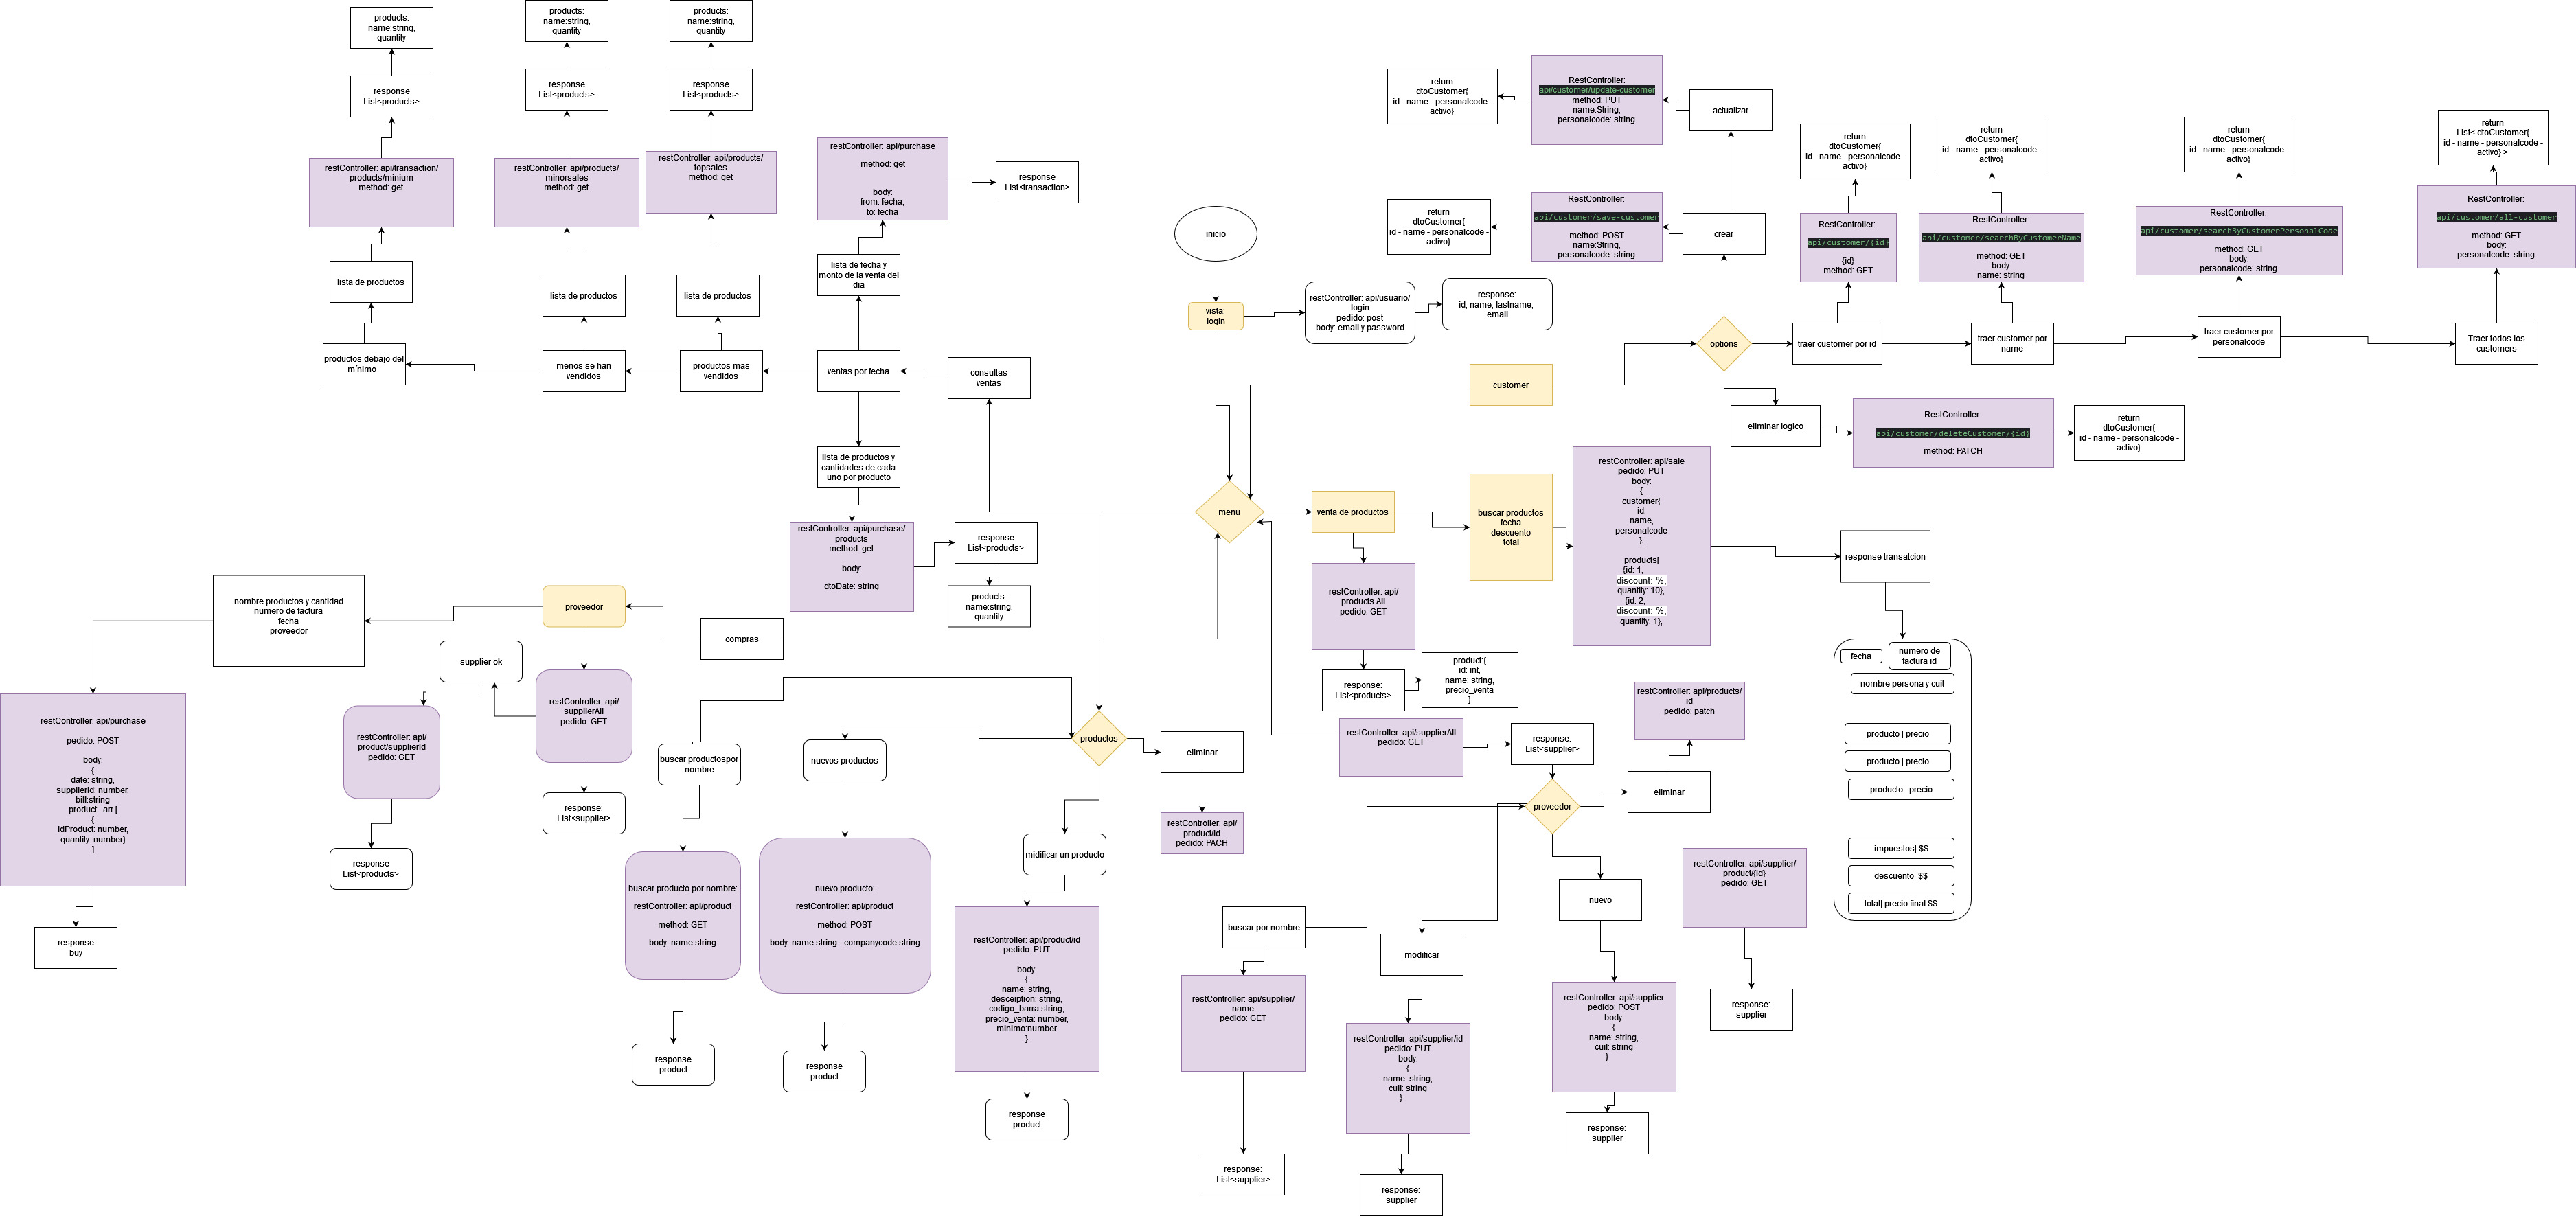 products:
name:string,
quantity
products:
name:string,
quantity
products:
name:string,
quantity
response
List<products>
response
List<products>
response
List<products>
restController: api/transaction/
products/minium
method: get
restController: api/products/
minorsales
method: get
restController: api/products/
topsales
method: get
restController: api/purchase
method: get
body:
from: fecha,
to: fecha
response
List<transaction>
lista de productos
lista de productos
lista de productos
lista de fecha y
monto de la venta del
dia
productos debajo del
mínimo
menos se han
vendidos
productos mas
vendidos
ventas por fecha
consultas
ventas
lista de productos y
cantidades de cada
uno por producto
restController: api/purchase/
products
method: get
body:
dtoDate: string
response
List<products>
products:
name:string,
quantity
inicio
vista:
login
restController: api/usuario/
login
pedido: post
body: email y password
response:
id, name, lastname,
email
return
dtoCustomer{
id - name - personalcode -
activo}
RestController:
api/customer/update-customer
method: PUT
name:String,
personalcode: string
actualizar
return
dtoCustomer{
id - name - personalcode -
activo}
RestController:
api/customer/save-customer
method: POST
name:String,
personalcode: string
crear
return
dtoCustomer{
id - name - personalcode -
activo}
return
dtoCustomer{
id - name - personalcode -
activo}
return
dtoCustomer{
id - name - personalcode -
activo}
return
List< dtoCustomer{
id - name - personalcode -
activo} >
RestController:
api/customer/{id}
{id}
method: GET
RestController:
api/customer/searchByCustomerName
method: GET
body:
name: string
RestController:
api/customer/searchByCustomerPersonalCode
method: GET
body:
personalcode: string
RestController:
api/customer/all-customer
method: GET
body:
personalcode: string
options
traer customer por id
traer customer por
name
traer customer por
personalcode
Traer todos los
customers
customer
eliminar logico
RestController:
api/customer/deleteCustomer/{id}
method: PATCH
return
dtoCustomer{
id - name - personalcode -
activo}
menu
venta de productos
buscar productos
fecha
descuento
total
restController: api/sale
pedido: PUT
body:
{
customer{
id,
name,
personalcode
},
products[
{id: 1,
discount: %,
quantity: 10},
{id: 2,
discount: %,
quantity: 1},
response transatcion
restController: api/
products All
pedido: GET
response:
List<products>
product:{
id: int,
name: string,
precio_venta
}
fecha
numero de
factura id
nombre persona y cuit
producto | precio
producto | precio
producto | precio
impuestos| $$
descuento| $$
total| precio final $$
nombre productos y cantidad
numero de factura
fecha
proveedor
proveedor
compras
supplier ok
restController: api/
supplierAll
pedido: GET
restController: api/
product/supplierId
pedido: GET
response:
List<supplier>
response
List<products>
restController: api/purchase
pedido: POST
body:
{
date: string,
supplierId: number,
bill:string
product:  arr [
{
idProduct: number,
quantity: number}
]
response
buy
buscar productospor
nombre
nuevos productos
productos
eliminar
restController: api/
product/id
pedido: PACH
midificar un producto
buscar producto por nombre:
restController: api/product
method: GET
body: name string
nuevo producto:
restController: api/product
method: POST
body: name string - companycode string
restController: api/product/id
pedido: PUT
body:
{
name: string,
desceiption: string,
codigo_barra:string,
precio_venta: number,
minimo:number
}
response
product
response
product
response
product
restController: api/supplierAll
pedido: GET
response:
List<supplier>
restController: api/products/
id
pedido: patch
proveedor
eliminar
nuevo
restController: api/supplier/
product/{Id}
pedido: GET
buscar por nombre
modificar
restController: api/supplier/
name
pedido: GET
restController: api/supplier/id
pedido: PUT
body:
{
name: string,
cuil: string
}
restController: api/supplier
pedido: POST
body:
{
name: string,
cuil: string
}
response:
supplier
response:
List<supplier>
response:
supplier
response:
supplier